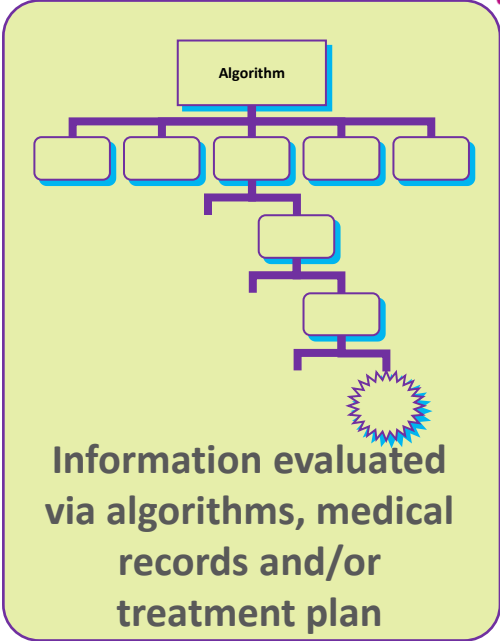 Algorithm
Information evaluated
via algorithms, medical
records and/or
treatment plan